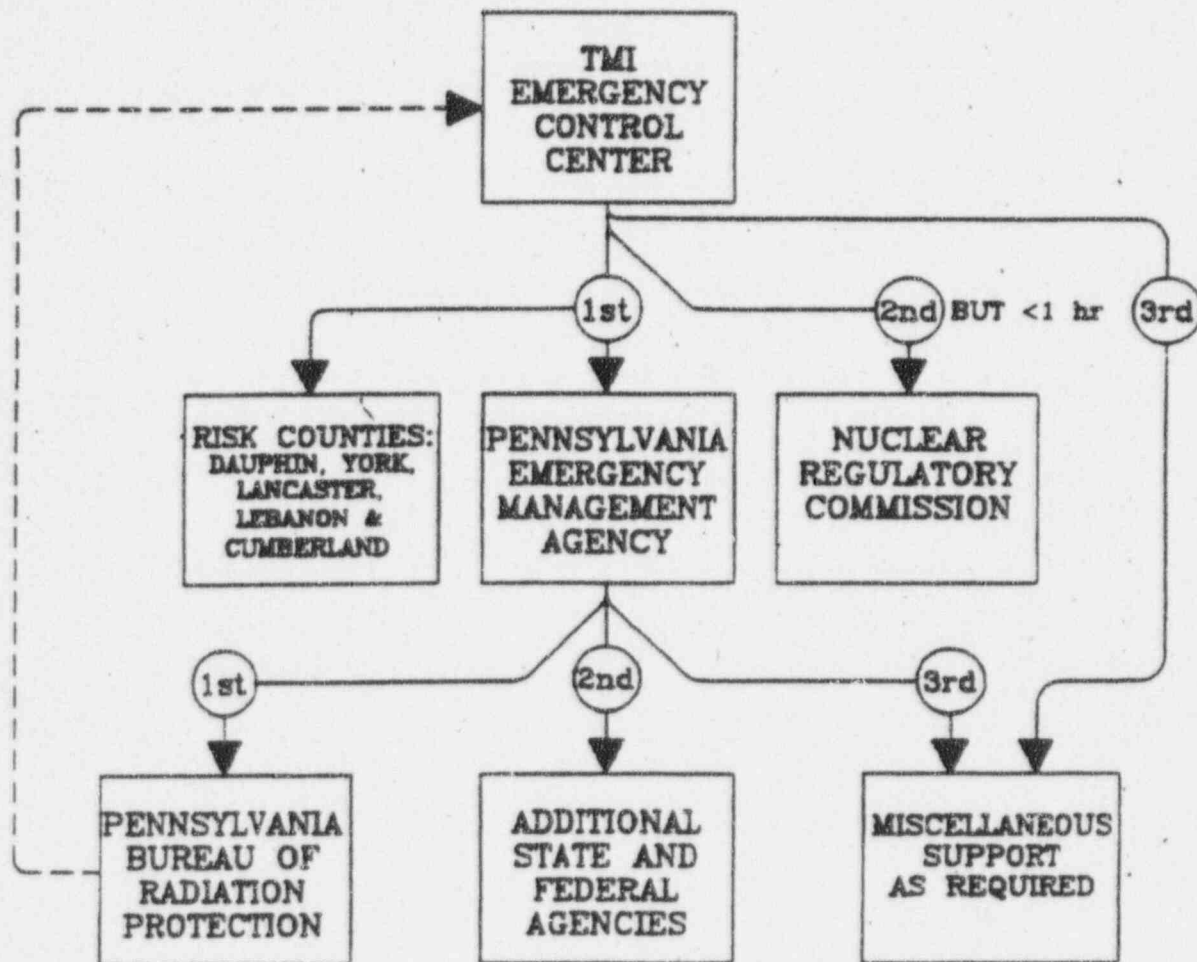 TMI
EMERGENCY
CONTROL
CENTER
1st
2nd BUT <1 hr
3rd
RISK COUNTIES:
DAUPHIN, YORK,
LANCASTER,
LEBANON &
CUMBERLAND
PENNSYLVANIA
EMERGENCY
MANAGEMENT
AGENCY
NUCLEAR
REGULATORY
COMMISSION
1st
2nd
3rd
PENNSYLVANIA
BUREAU OF
RADIATION
PROTECTION
ADDITIONAL
STATE AND
FEDERAL
AGENCIES
MISCELLANEOUS
SUPPORT
AS REQUIRED